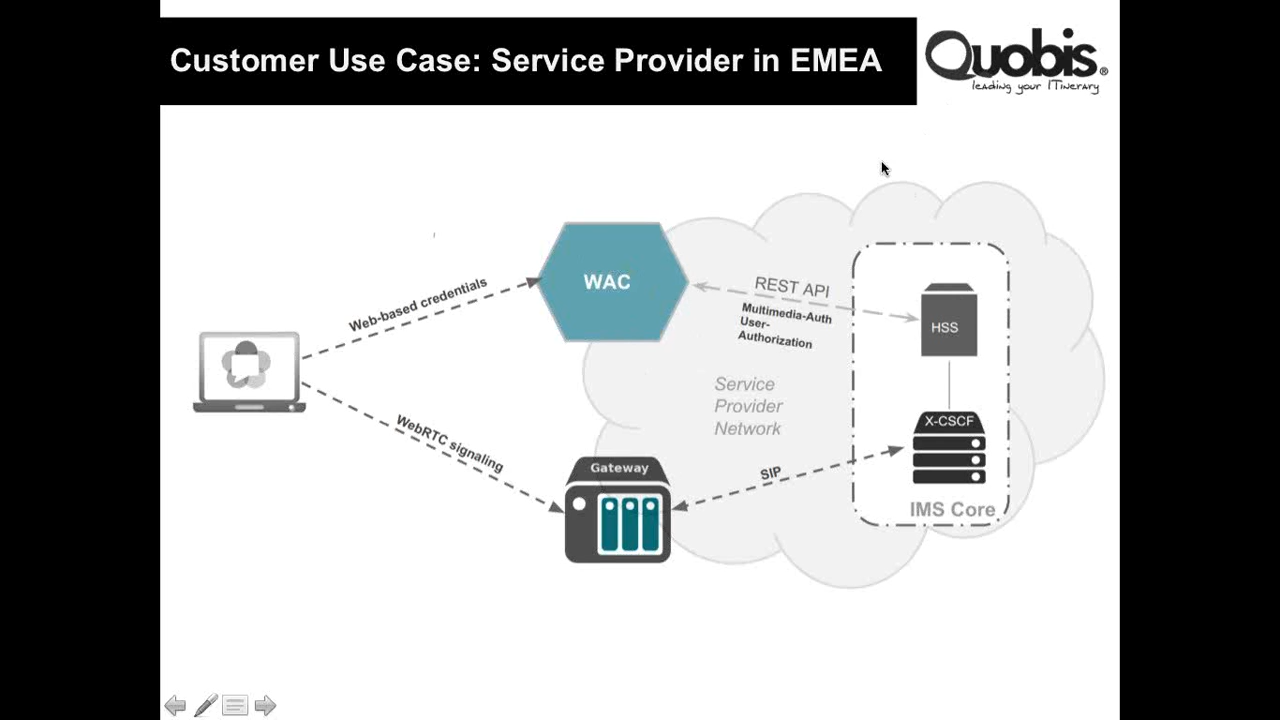 Customer Use Case: Service Provider in EMEA
Quobis®
leading your ITinerary
WAC
REST API
Multimedia-Auth
User-
Authorization
HSS
Web-based credentials
Service
Provider
Network
WebRTC signaling
Gateway
SIP
X-CSCF
IMS Core